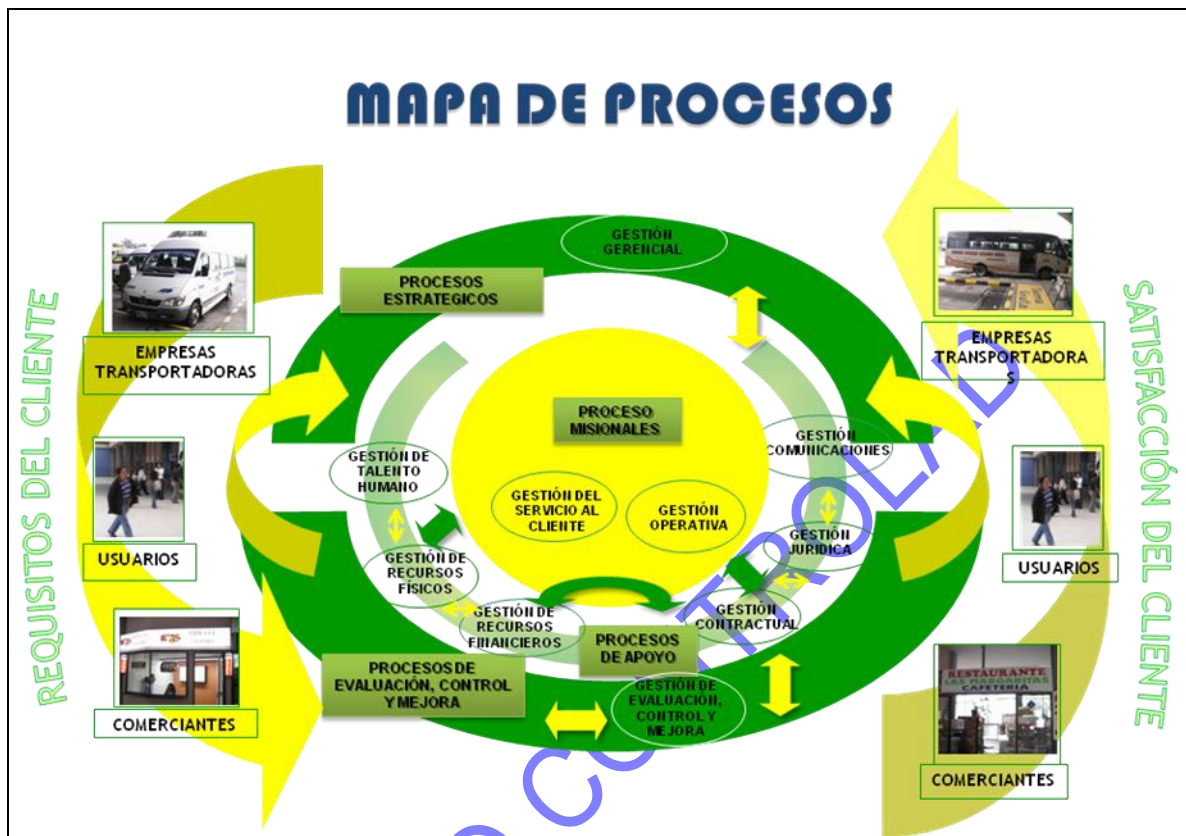 MAPA DE PROCESOS
REQUISITOS DEL CLIENTE
EMPRESAS
TRANSPORTADORAS
USUARIOS
COMERCIANTES
GESTIÓN
GERENCIAL
PROCESOS
ESTRATEGICOS
PROCESO
MISIONALES
GESTIÓN DEL
SERVICIO AL
CLIENTE
GESTIÓN
OPERATIVA
GESTIÓN DE
TALENTO
HUMANO
GESTIÓN DE
RECURSOS
FÍSICOS
GESTIÓN DE
RECURSOS
FINANCIEROS
PROCESOS
DE APOYO
GESTIÓN
CONTRACTUAL
GESTIÓN
JURIDICA
GESTIÓN
COMUNICACIONES
PROCESOS DE
EVALUACIÓN, CONTROL
Y MEJORA
GESTIÓN DE
EVALUACIÓN,
CONTROL Y
MEJORA
EMPRESAS
TRANSPORTADORA
S
USUARIOS
RESTAURANTE
LAS MARGARITAS
CAFETERIA
COMERCIANTES
SATISFACCIÓN DEL CLIENTE